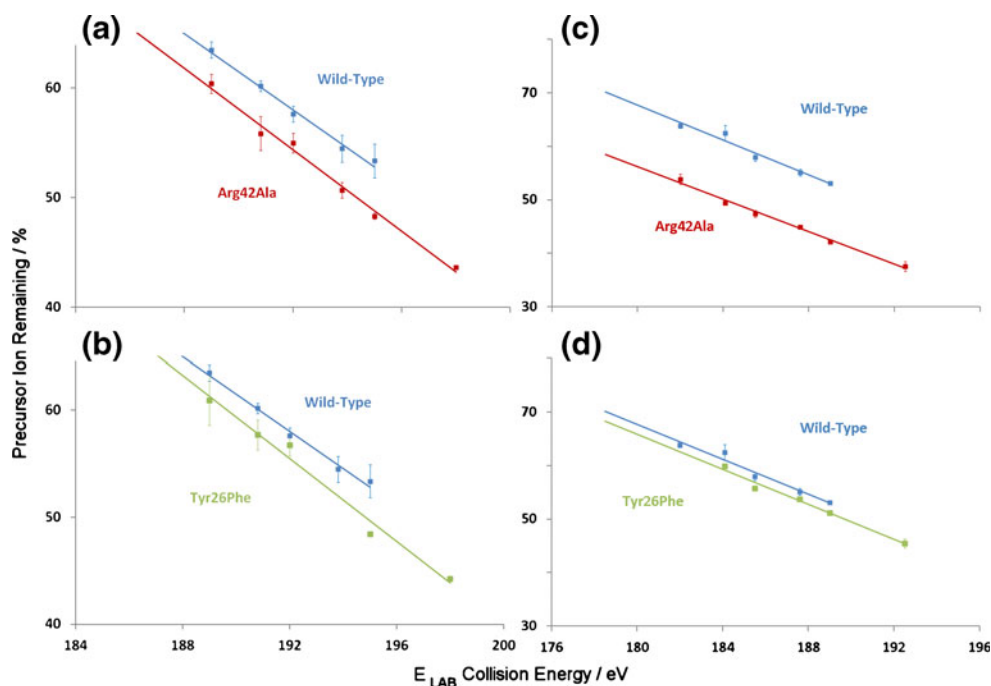 (a)
60
50
40
Wild-Type
Arg42Ala
(c)
70
50
30
Wild-Type
Arg42Ala
Precursor Ion Remaining / %
(b)
60
50
40
Wild-Type
Tyr26Phe
184 188 192 196 200
(d)
70
50
30
Wild-Type
Tyr26Phe
176 180 184 188 192 196
E LAB Collision Energy / eV